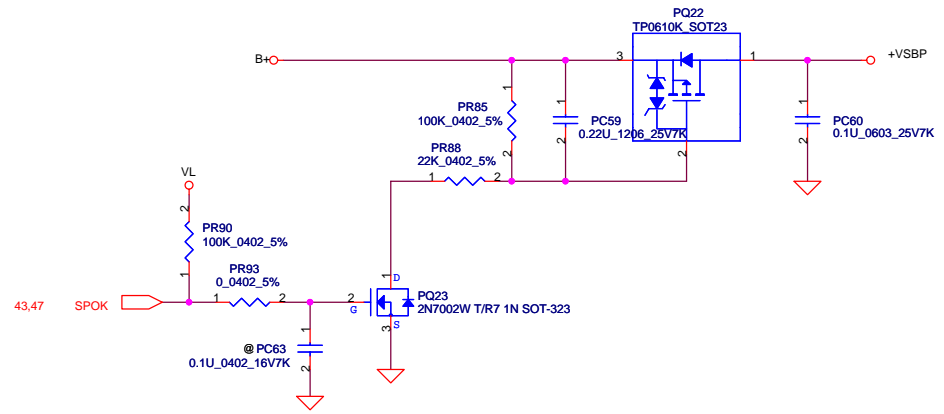 PQ22
TP0610K_SOT23
B+
3
1
+VSBP
1
PR85
100K_0402_5%
2
1
PC59
0.22U_1206_25V7K
2
2
1
PC60
0.1U_0603_25V7K
2
PR88
22K_0402_5%
1
2
VL
2
PR90
100K_0402_5%
1
PR93
0_0402_5%
1
2
43,47
SPOK
1
D
2
G
PQ23
2N7002W T/R7 1N SOT-323
3
S
1
@ PC63
0.1U_0402_16V7K
2